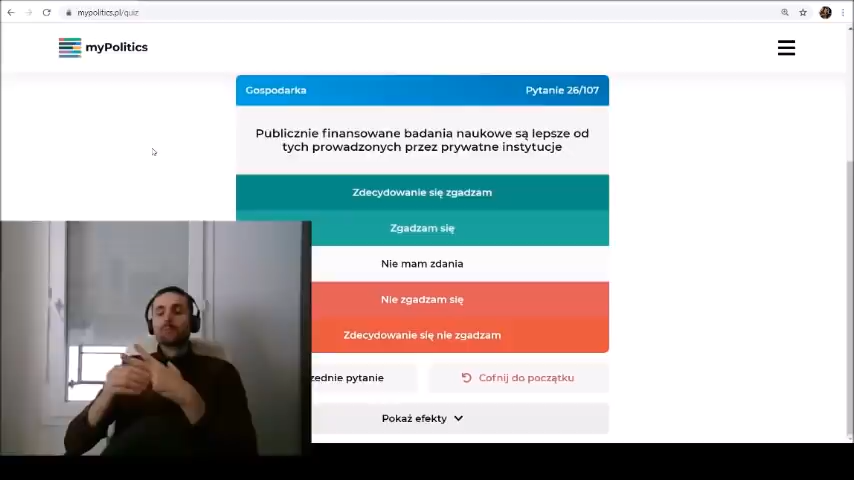 mypolitics.pl/quiz
myPolitics
Gospodarka
Pytanie 26/107
Publicznie finansowane badania naukowe są lepsze od
tych prowadzonych przez prywatne instytucje
Zdecydowanie się zgadzam
Zgadzam się
Nie mam zdania
Nie zgadzam się
Zdecydowanie się nie zgadzam
pytanie
Cofnij do początku
Pokaż efekty